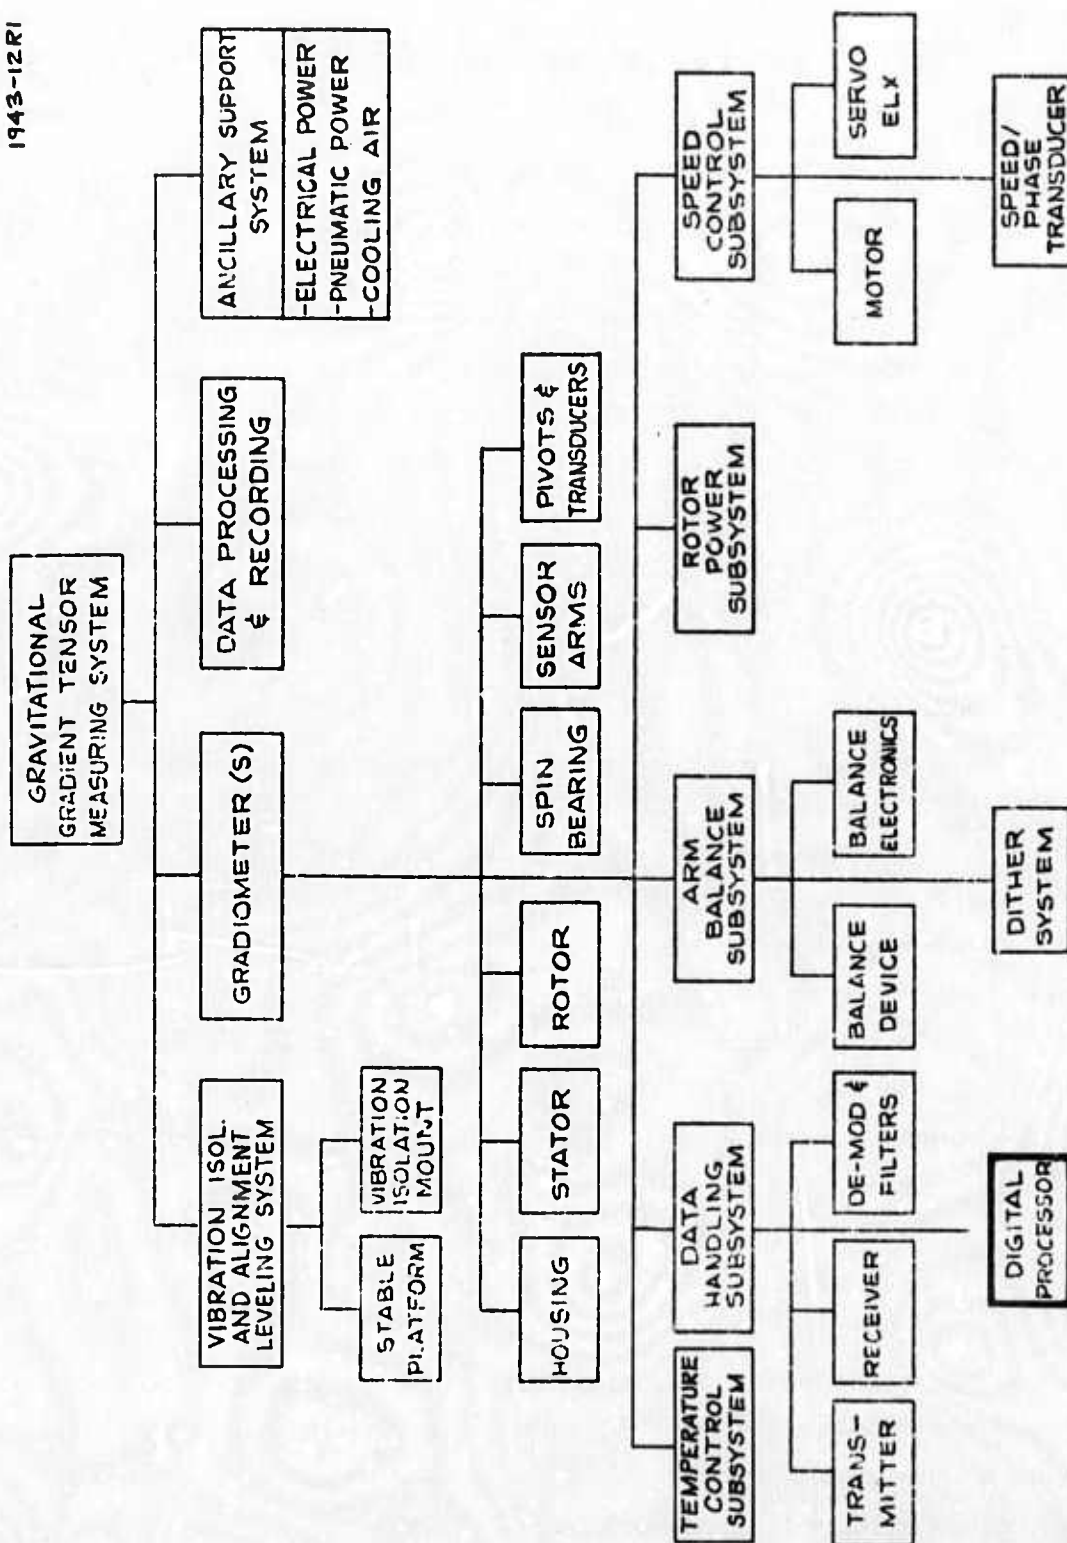 1943-12R1
GRAVITATIONAL
GRADIENT TENSOR
MEASURING SYSTEM
VIBRATION ISOL.
AND ALIGNMENT
LEVELING SYSTEM
GRADIOMETER (S)
DATA PROCESSING
& RECORDING
ANCILLARY SUPPORT
SYSTEM
-ELECTRICAL POWER
-PNEUMATIC POWER
-COOLING AIR
STABLE
PLATFORM
VIBRATION
ISOLATION
MOUNT
HOUSING
STATOR
ROTOR
SPIN
BEARING
SENSOR
ARMS
PIVOTS &
TRANSDUCERS
TEMPERATURE
CONTROL
SUBSYSTEM
DATA
HANDLING
SUBSYSTEM
ARM
BALANCE
SUBSYSTEM
ROTOR
POWER
SUBSYSTEM
SPEED
CONTROL
SUBSYSTEM
TRANS-
MITTER
RECEIVER
DE-MOD &
FILTERS
BALANCE
DEVICE
BALANCE
ELECTRONICS
MOTOR
SERVO
ELX
DIGITAL
PROCESSOR
DITHER
SYSTEM
SPEED/
PHASE
TRANSDUCER